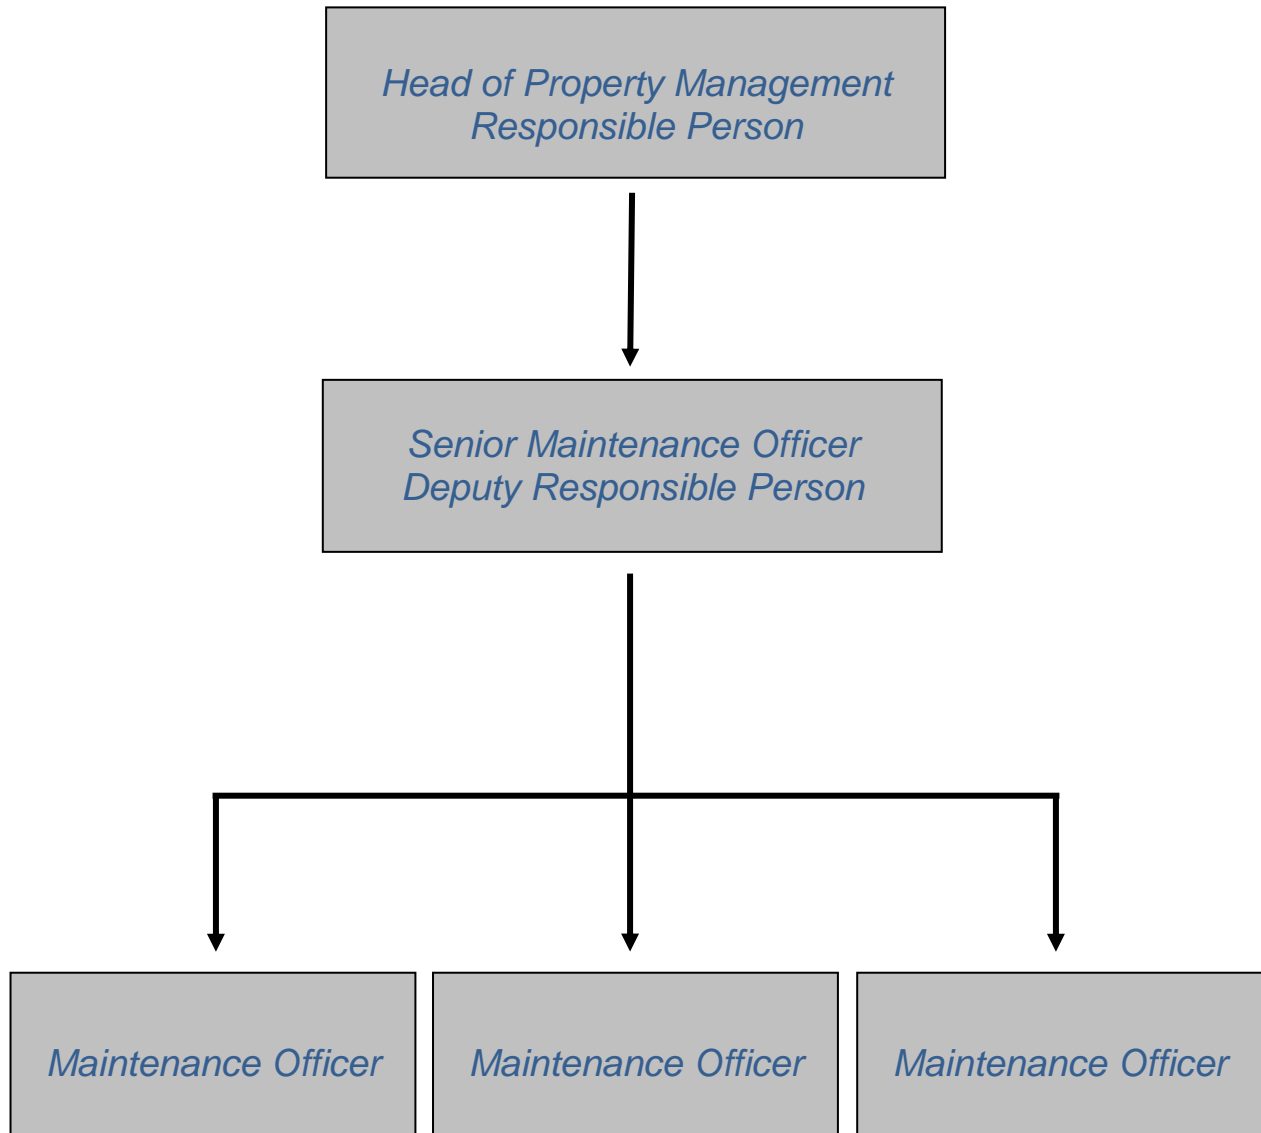 Head of Property Management
Responsible Person
Senior Maintenance Officer
Deputy Responsible Person
Maintenance Officer
Maintenance Officer
Maintenance Officer